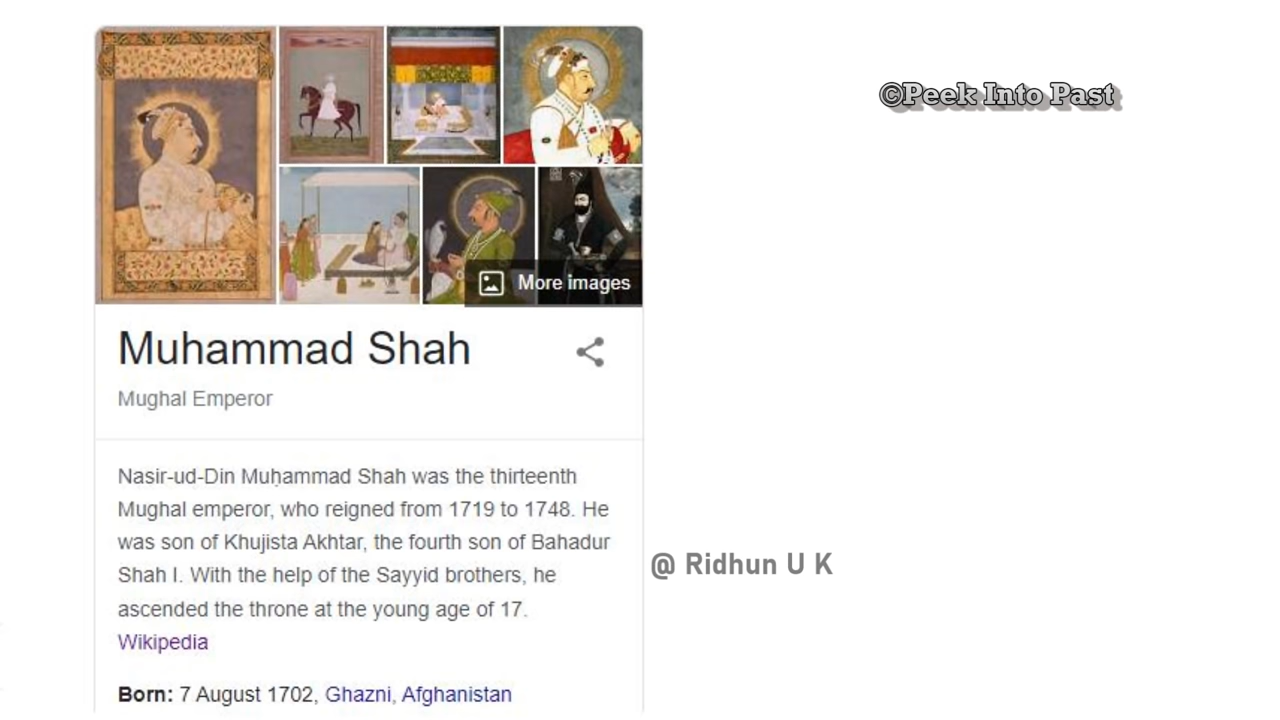 ©Peek Into Past
More images
Muhammad Shah
Mughal Emperor
Nasir-ud-Din Muḥammad Shah was the thirteenth
Mughal emperor, who reigned from 1719 to 1748. He
was son of Khujista Akhtar, the fourth son of Bahadur
Shah I. With the help of the Sayyid brothers, he
ascended the throne at the young age of 17.
Wikipedia
@ Ridhun U K
Born: 7 August 1702, Ghazni, Afghanistan